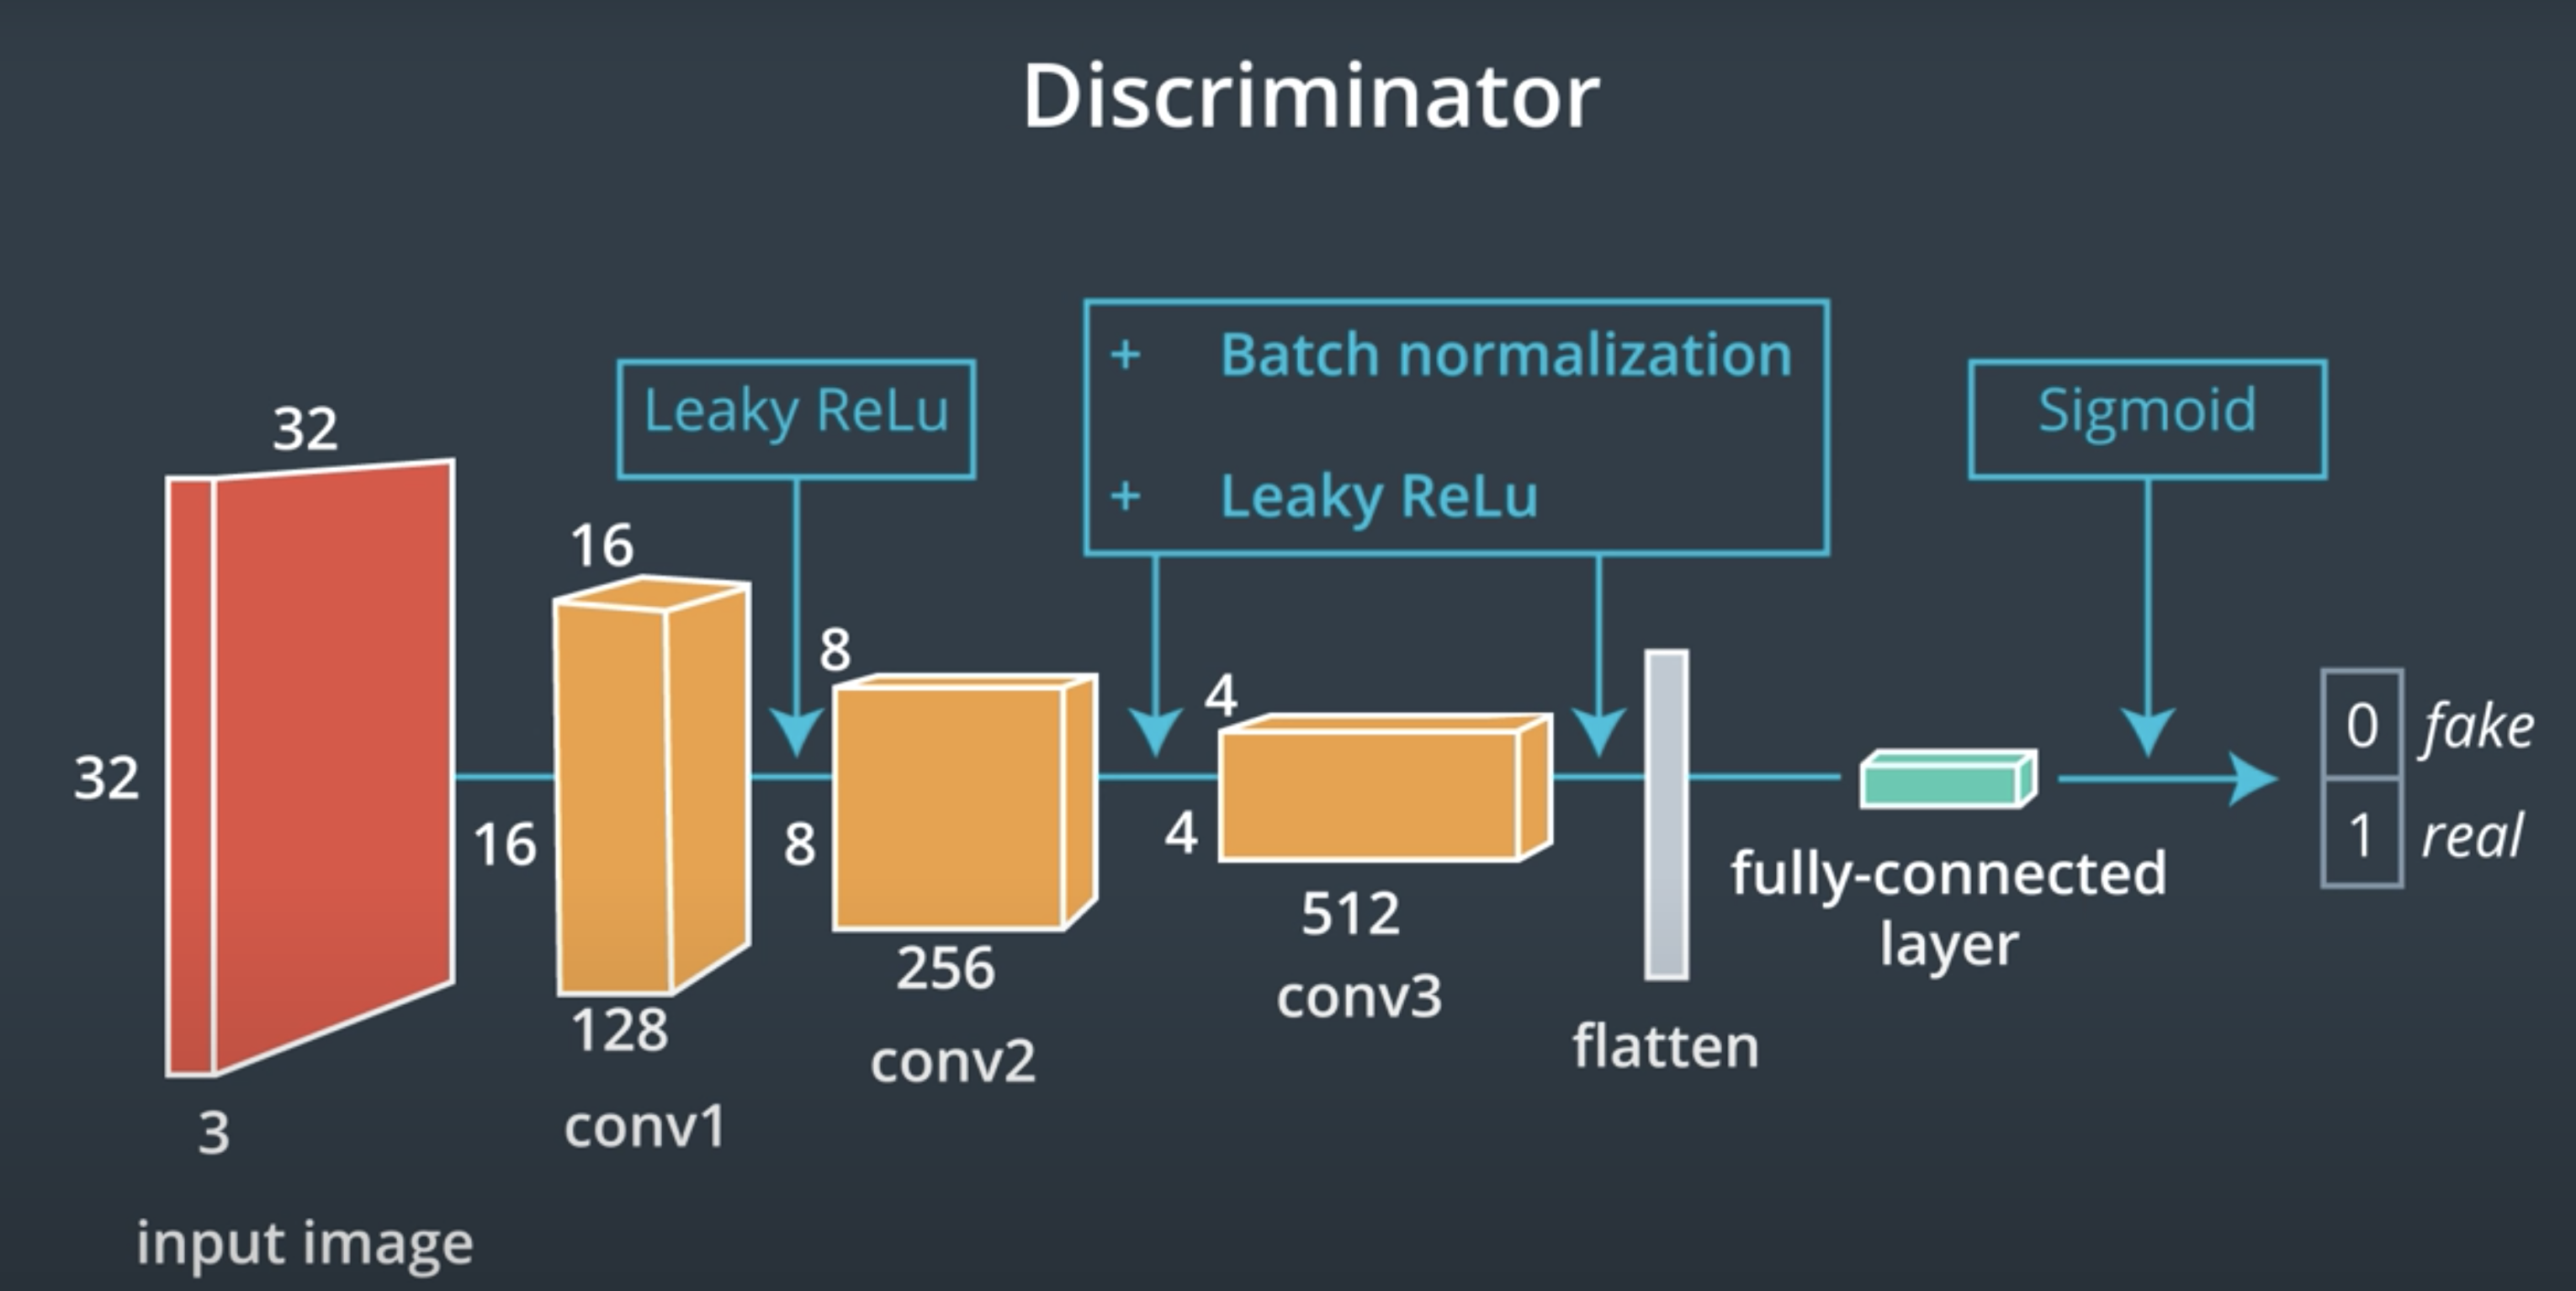 Discriminator
+ Batch normalization
Leaky ReLu
Sigmoid
+ Leaky ReLu
32
16
8
4
0 fake
32
16
8
4
1 real
fully-connected
layer
3
128
256
512
conv1
conv2
conv3
flatten
input image